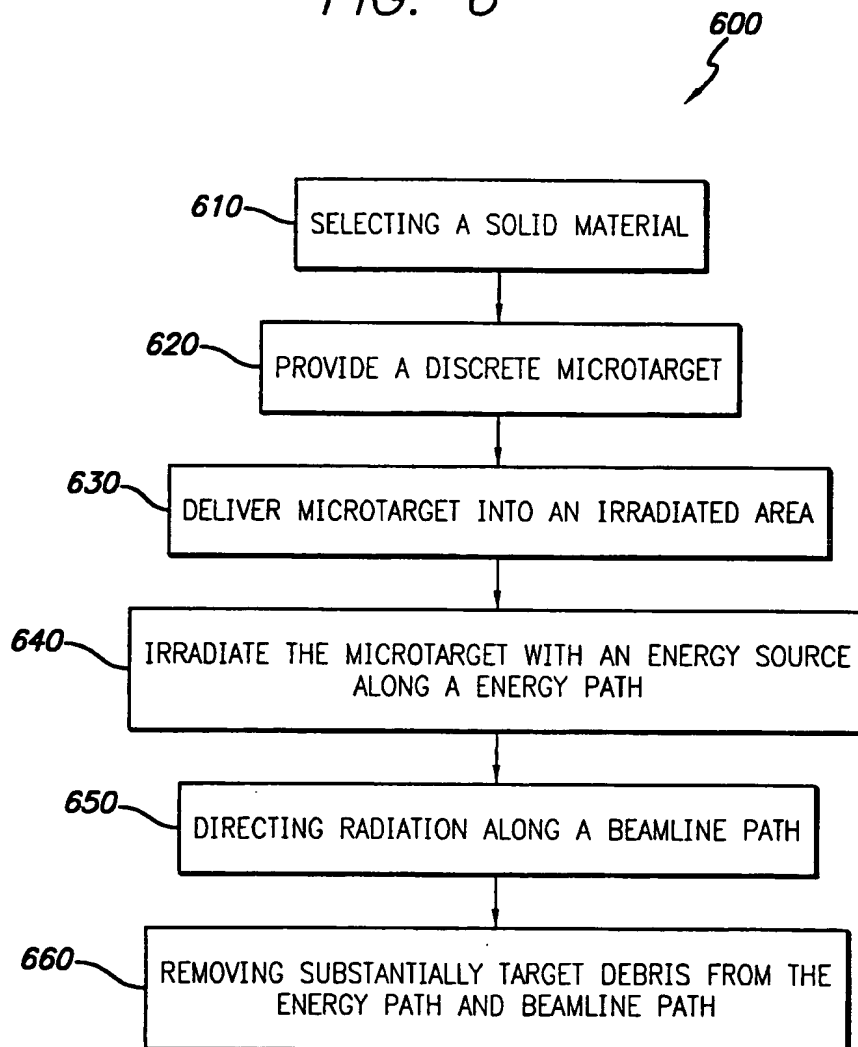 FIG. 6
600
610
SELECTING A SOLID MATERIAL
620
PROVIDE A DISCRETE MICROTARGET
630
DELIVER MICROTARGET INTO AN IRRADIATED AREA
640
IRRADIATE THE MICROTARGET WITH AN ENERGY SOURCE
ALONG A ENERGY PATH
650
DIRECTING RADIATION ALONG A BEAMLINE PATH
660
REMOVING SUBSTANTIALLY TARGET DEBRIS FROM THE
ENERGY PATH AND BEAMLINE PATH